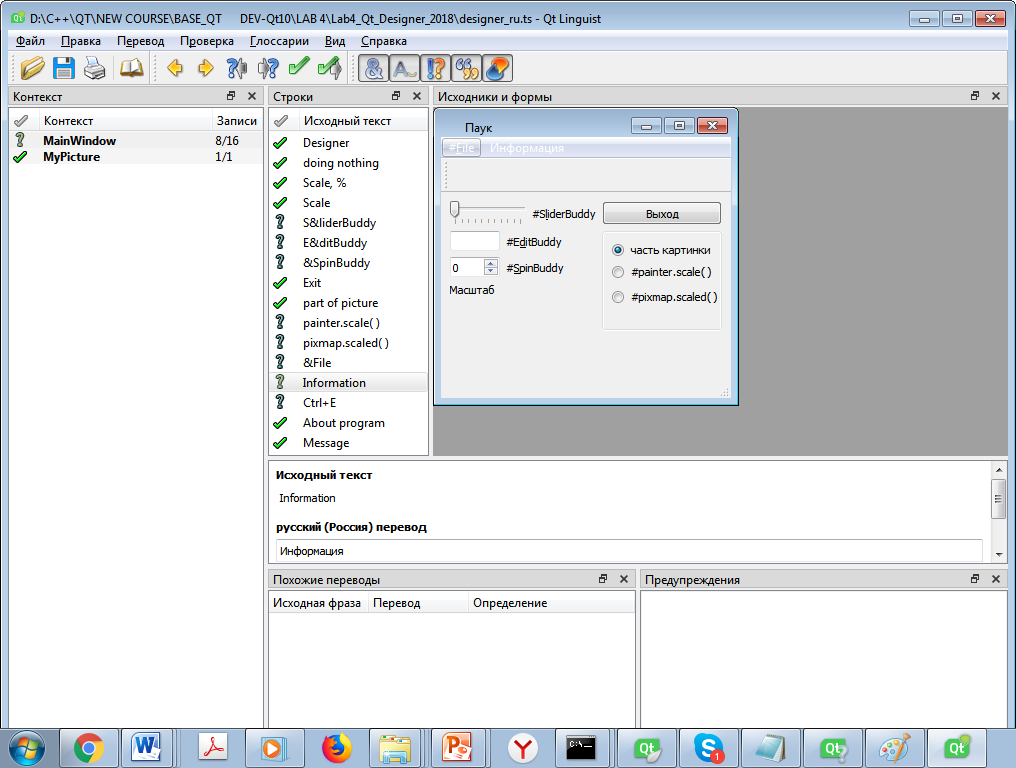 D:\C++\QT\NEW COURSE\BASE_QT DEV-Qt10\LAB 4\Lab4_Qt_Designer_2018\designer_ru.ts - Qt Linguist
Файл Правка Перевод Проверка Глоссарии Вид Справка
Контекст
Контекст Записи
MainWindow 8/16
MyPicture 1/1
Строки
Исходный текст
Designer
doing nothing
Scale, %
Scale
S&liderBuddy
E&ditBuddy
&SpinBuddy
Exit
part of picture
painter.scale( )
pixmap.scaled( )
&File
Information
Ctrl+E
About program
Message
Исходники и формы
Паук
#File Информация
#SliderBuddy
Выход
#EditBuddy
0 #SpinBuddy
Масштаб
часть картинки
#painter.scale( )
#pixmap.scaled( )
Исходный текст
Information
русский (Россия) перевод
Информация
Похожие переводы
Исходная фраза Перевод Определение
Предупреждения